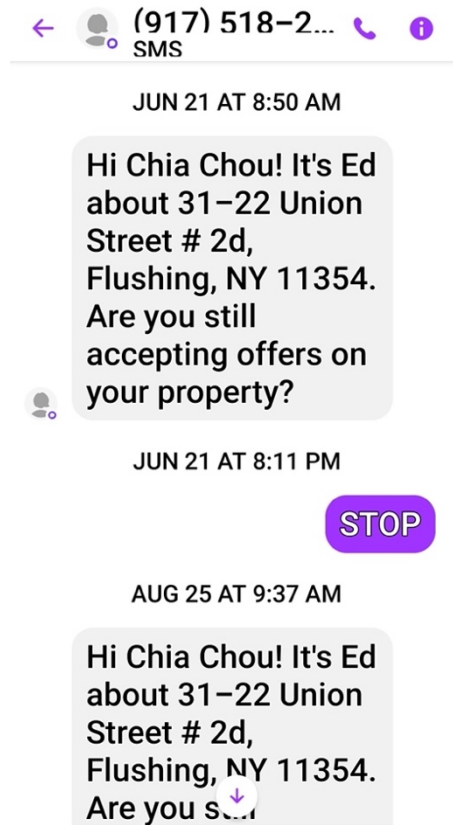 (917) 518–2...
SMS
JUN 21 AT 8:50 AM
Hi Chia Chou! It's Ed
about 31–22 Union
Street # 2d,
Flushing, NY 11354.
Are you still
accepting offers on
your property?
JUN 21 AT 8:11 PM
STOP
AUG 25 AT 9:37 AM
Hi Chia Chou! It's Ed
about 31–22 Union
Street # 2d,
Flushing, NY 11354.
Are you